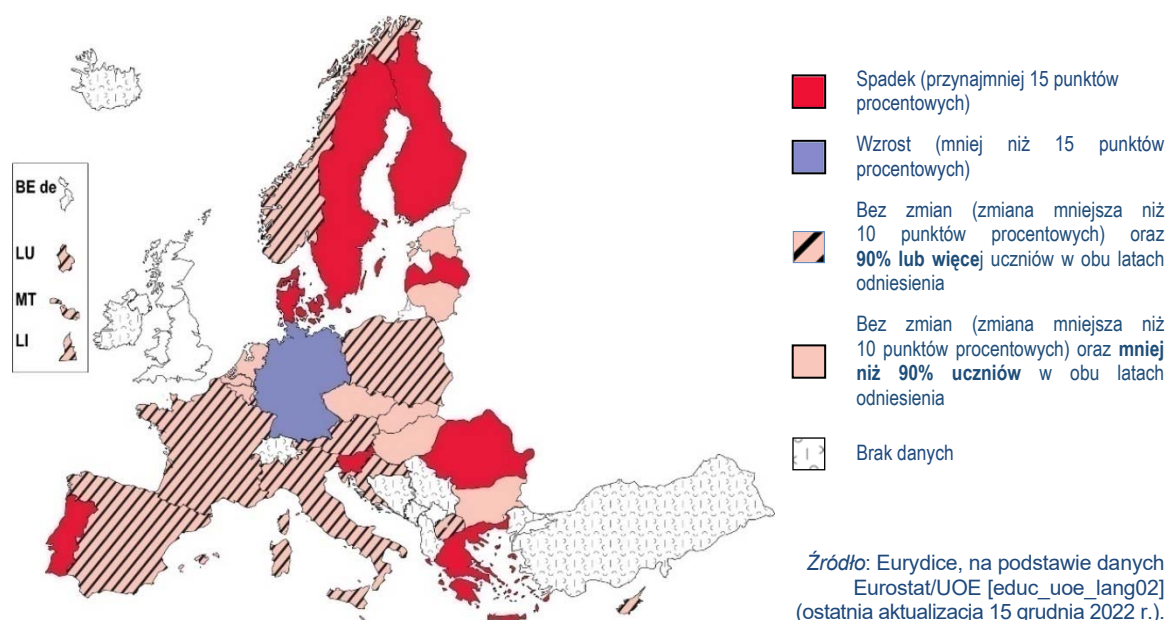 BE de
LU
MT
LI
Spadek (przynajmniej 15 punktów
procentowych)
Wzrost (mniej niż 15 punktów
procentowych)
Bez zmian (zmiana mniejsza niż
10 punktów procentowych) oraz
90% lub więcej uczniów w obu latach
odniesienia
Bez zmian (zmiana mniejsza niż
10 punktów procentowych) oraz mniej
niż 90% uczniów w obu latach
odniesienia
Brak danych
Źródło: Eurydice, na podstawie danych
Eurostat/UOE [educ_uoe_lang02]
(ostatnia aktualizacja 15 grudnia 2022 r.).